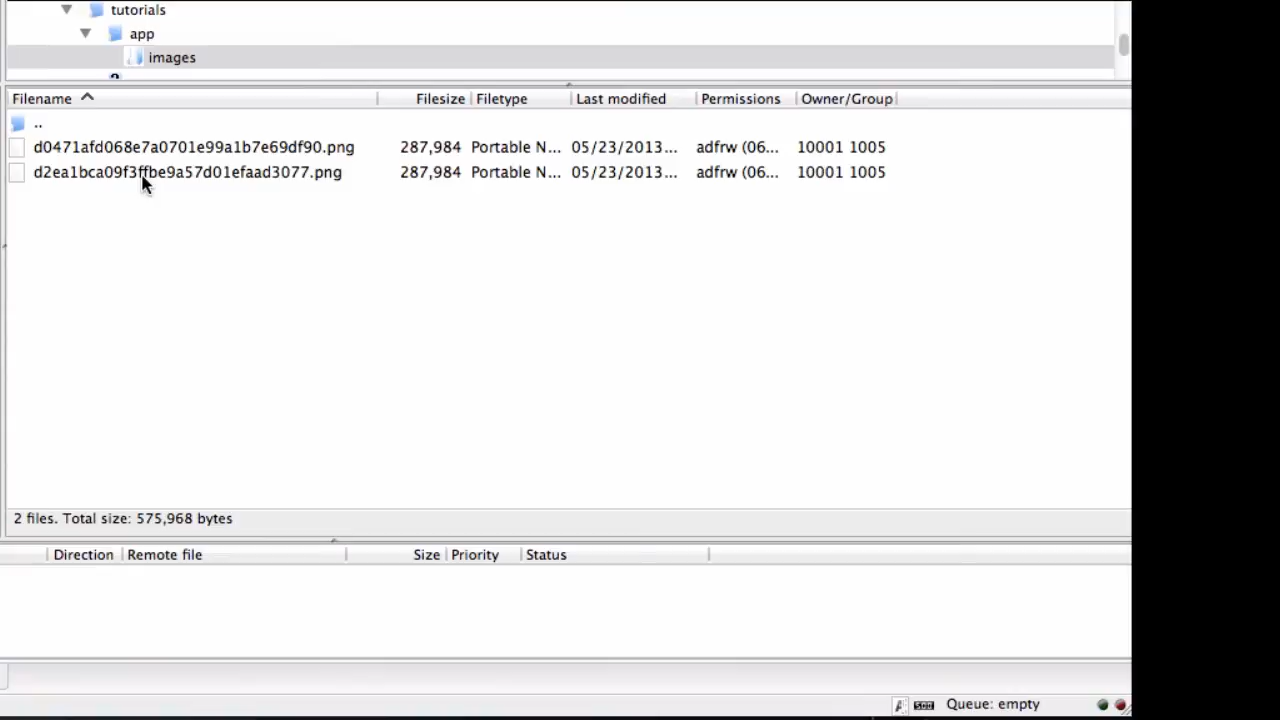 tutorials
app
images
Filename Filesize Filetype Last modified Permissions Owner/Group
..
d0471afd068e7a0701e99a1b7e69df90.png 287,984 Portable N... 05/23/2013... adfrw (06... 10001 1005
d2ea1bca09f3ffbe9a57d01efaad3077.png 287,984 Portable N... 05/23/2013... adfrw (06... 10001 1005
2 files. Total size: 575,968 bytes
Direction Remote file Size Priority Status
Queue: empty